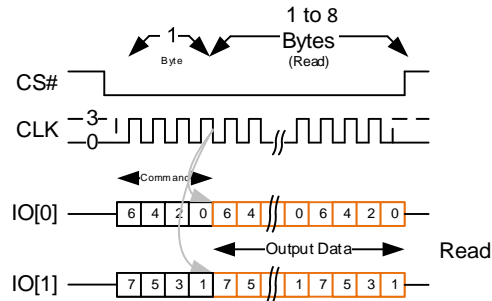 1
Byte
1 to 8
Bytes
(Read)
CS#
CLK
3
0
Command
IO[0] 6 4 2 0 6 4 0 6 4 2 0
Output Data
Read
IO[1] 7 5 3 1 7 5 1 7 5 3 1